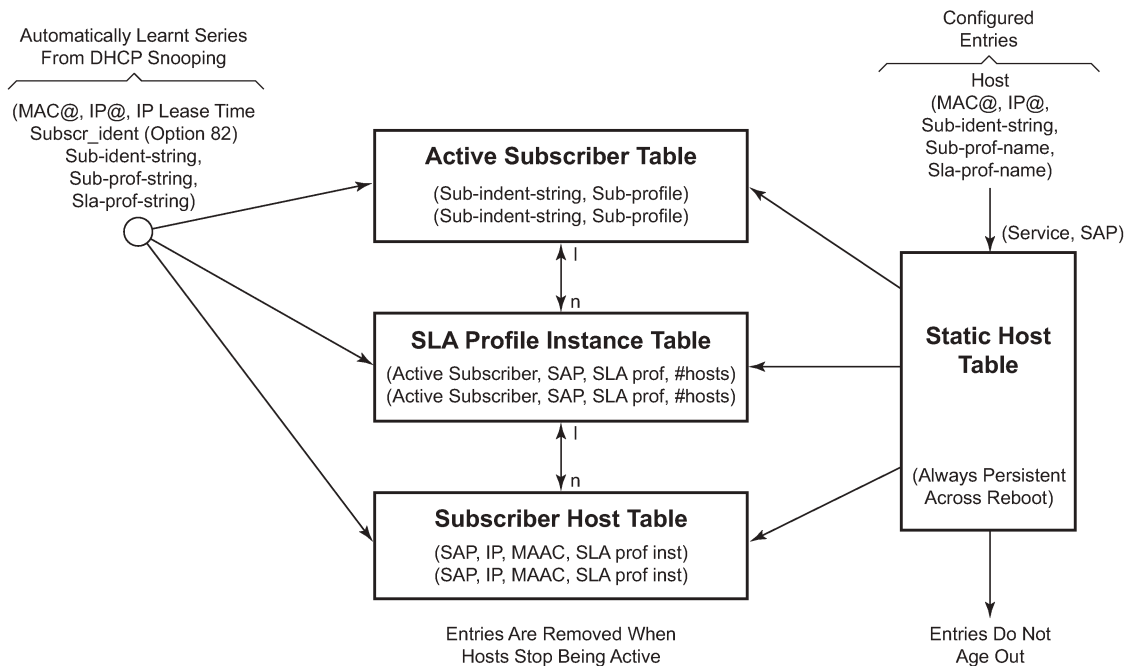 Automatically Learnt Series
From DHCP Snooping
(MAC@, IP@, IP Lease Time
Subscr_ident (Option 82)
Sub-ident-string,
Sub-prof-string,
Sla-prof-string)
Active Subscriber Table
(Sub-indent-string, Sub-profile)
(Sub-indent-string, Sub-profile)
l
n
SLA Profile Instance Table
(Active Subscriber, SAP, SLA prof, #hosts)
(Active Subscriber, SAP, SLA prof, #hosts)
l
n
Subscriber Host Table
(SAP, IP, MAAC, SLA prof inst)
(SAP, IP, MAAC, SLA prof inst)
Entries Are Removed When
Hosts Stop Being Active
Configured
Entries
Host
(MAC@, IP@,
Sub-ident-string,
Sub-prof-name,
Sla-prof-name)
(Service, SAP)
Static Host
Table
(Always Persistent
Across Reboot)
Entries Do Not
Age Out